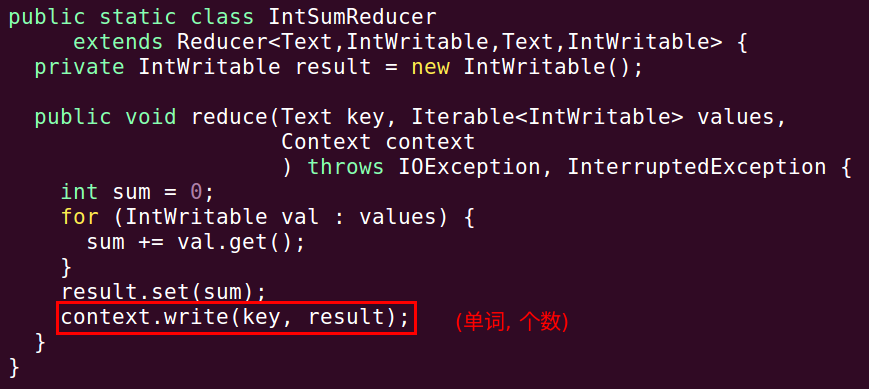 public static class IntSumReducer
extends Reducer<Text,IntWritable,Text,IntWritable> {
private IntWritable result = new IntWritable();
public void reduce(Text key, Iterable<IntWritable> values,
Context context
) throws IOException, InterruptedException {
int sum = 0;
for (IntWritable val : values) {
sum += val.get();
}
result.set(sum);
context.write(key, result); (单词, 个数)
}
}